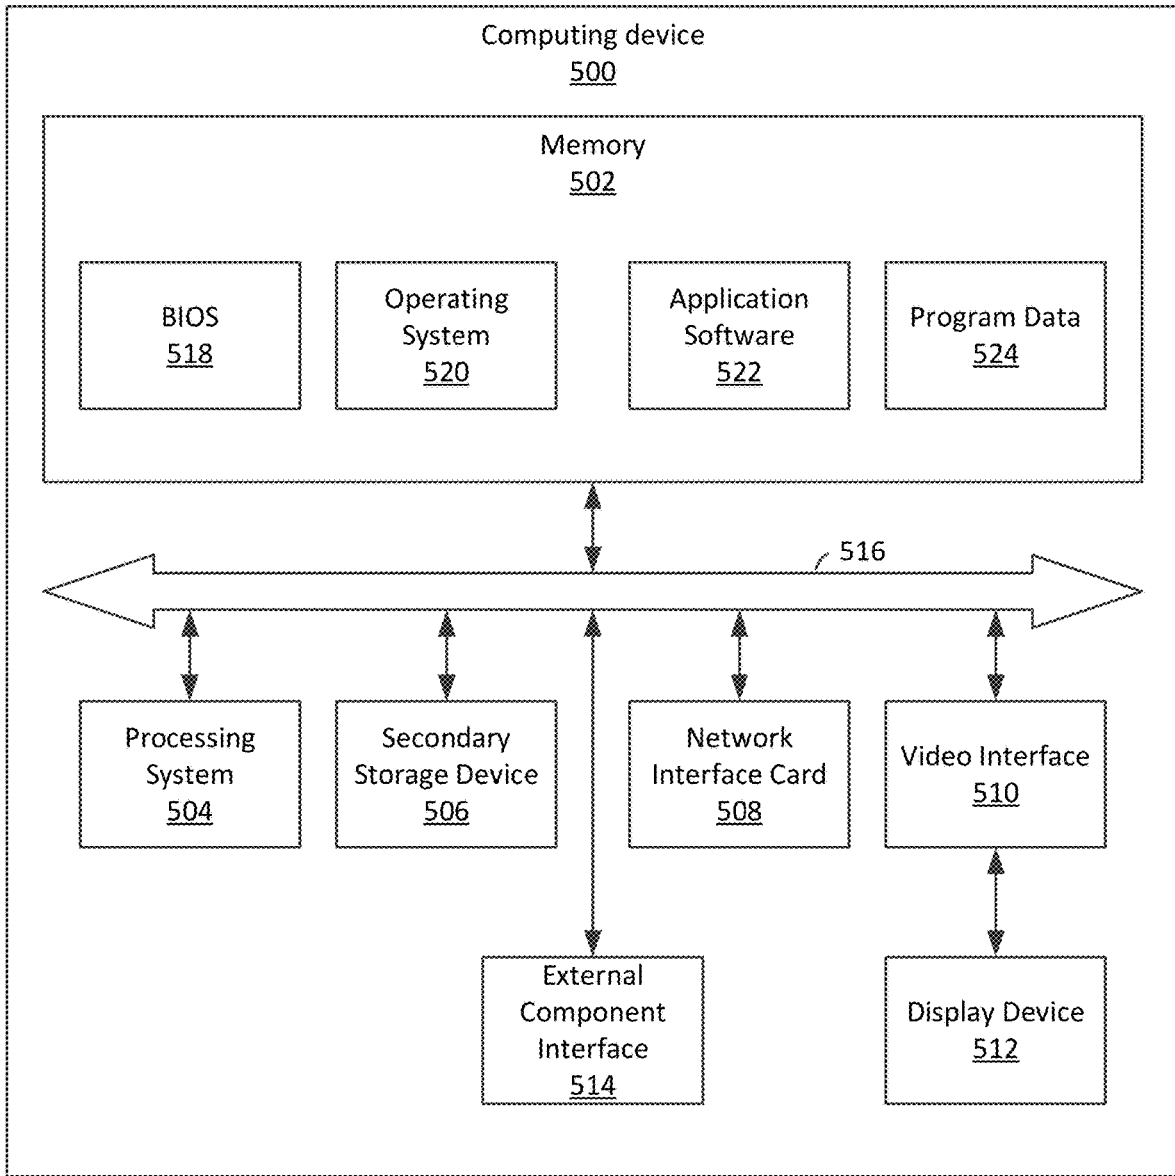 Computing device
500
Memory
502
BIOS
518
Operating
System
520
Application
Software
522
Program Data
524
516
Processing
System
504
Secondary
Storage Device
506
Network
Interface Card
508
Video Interface
510
External
Component
Interface
514
Display Device
512